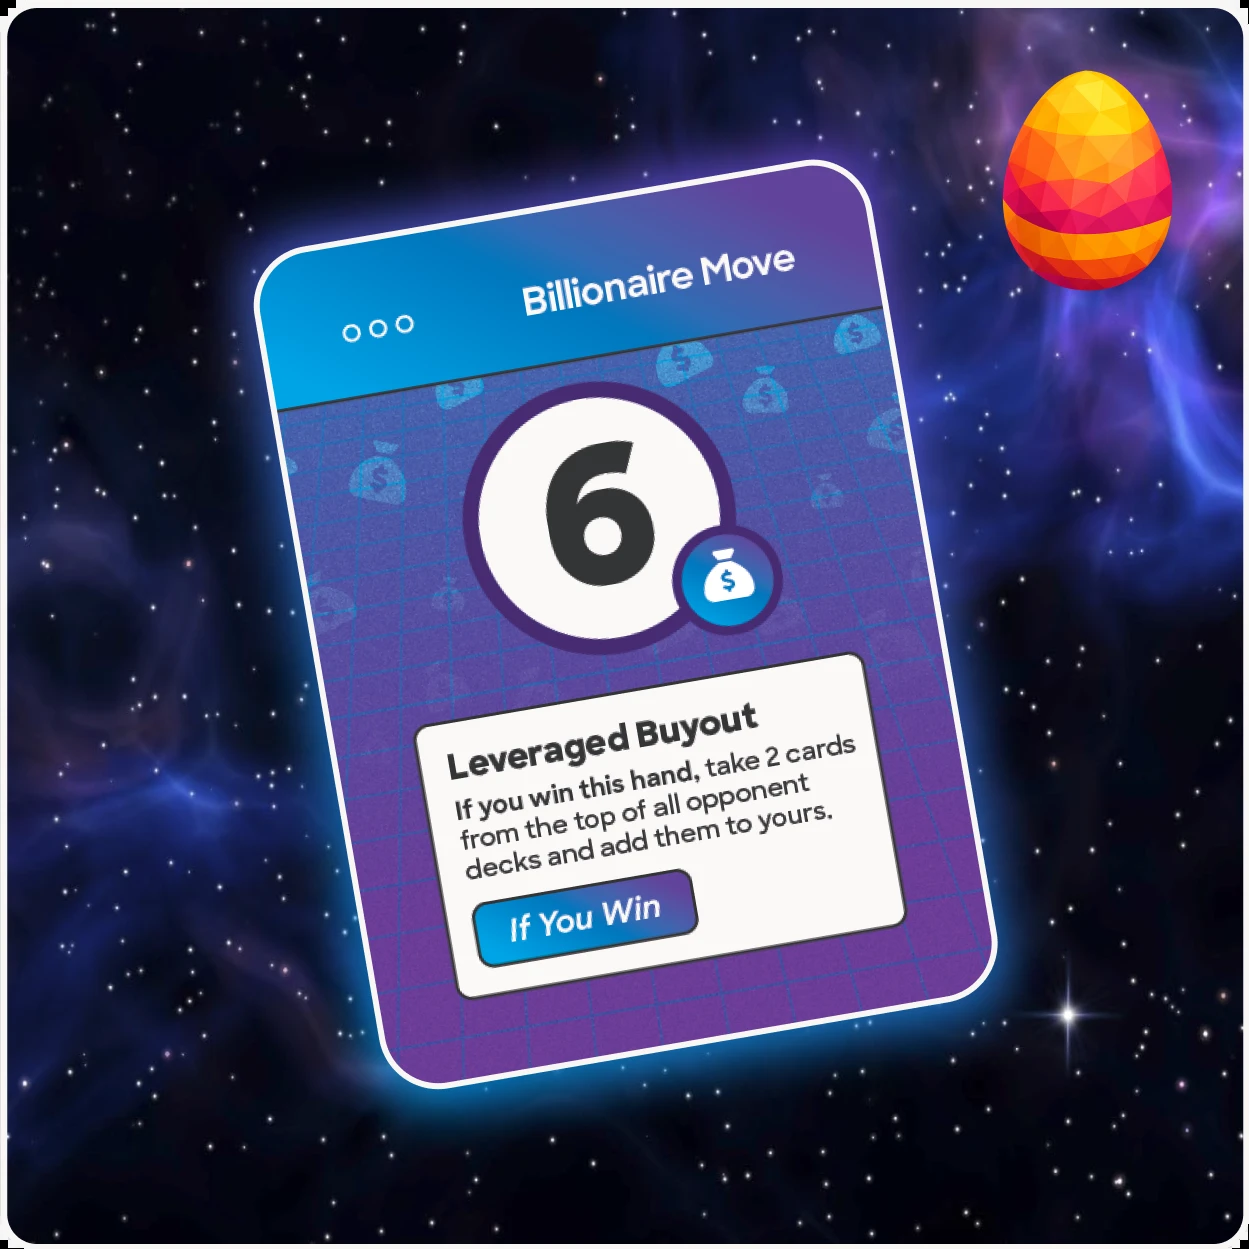 Billionaire Move
6
$
Leveraged Buyout
If you win this hand, take 2 cards
from the top of all opponent
decks and add them to yours.
If You Win